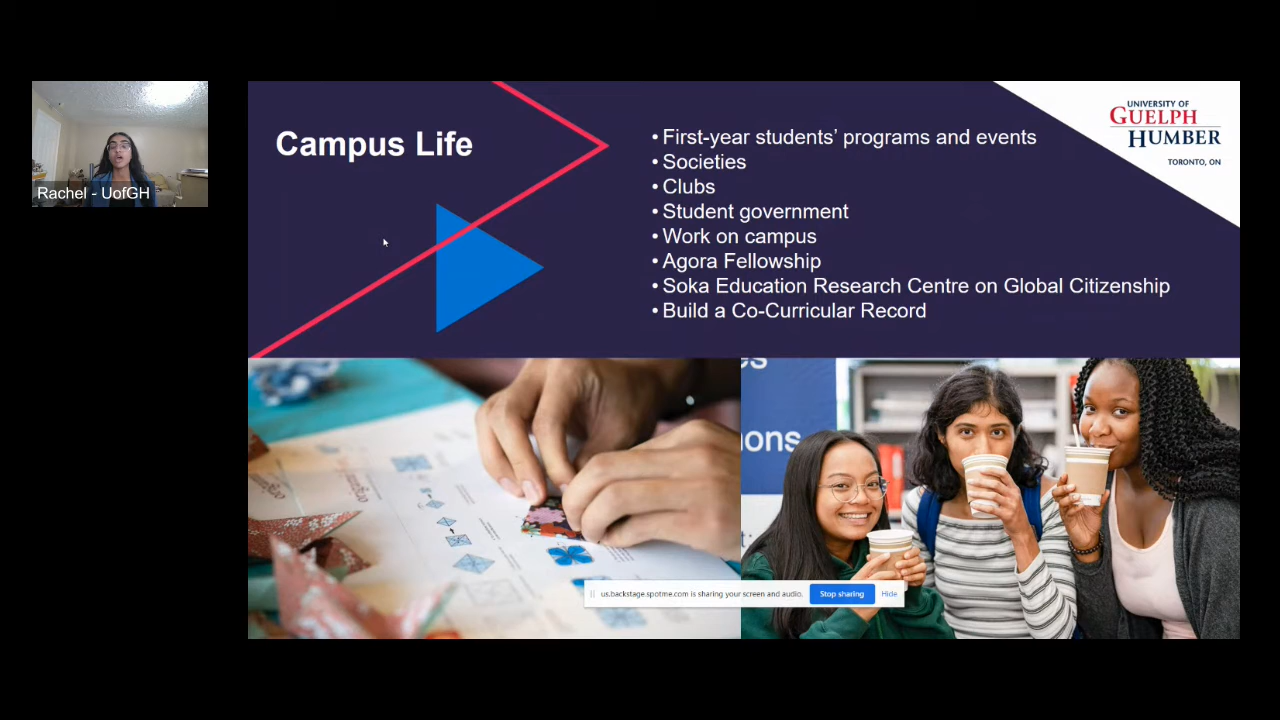 Rachel - UofGH
Campus Life
• First-year students’ programs and events
• Societies
• Clubs
• Student government
• Work on campus
• Agora Fellowship
• Soka Education Research Centre on Global Citizenship
• Build a Co-Curricular Record
UNIVERSITY OF
GUELPH
HUMBER
TORONTO, ON
us.backstage.spotme.com is sharing your screen and audio.
Stop sharing
Hide